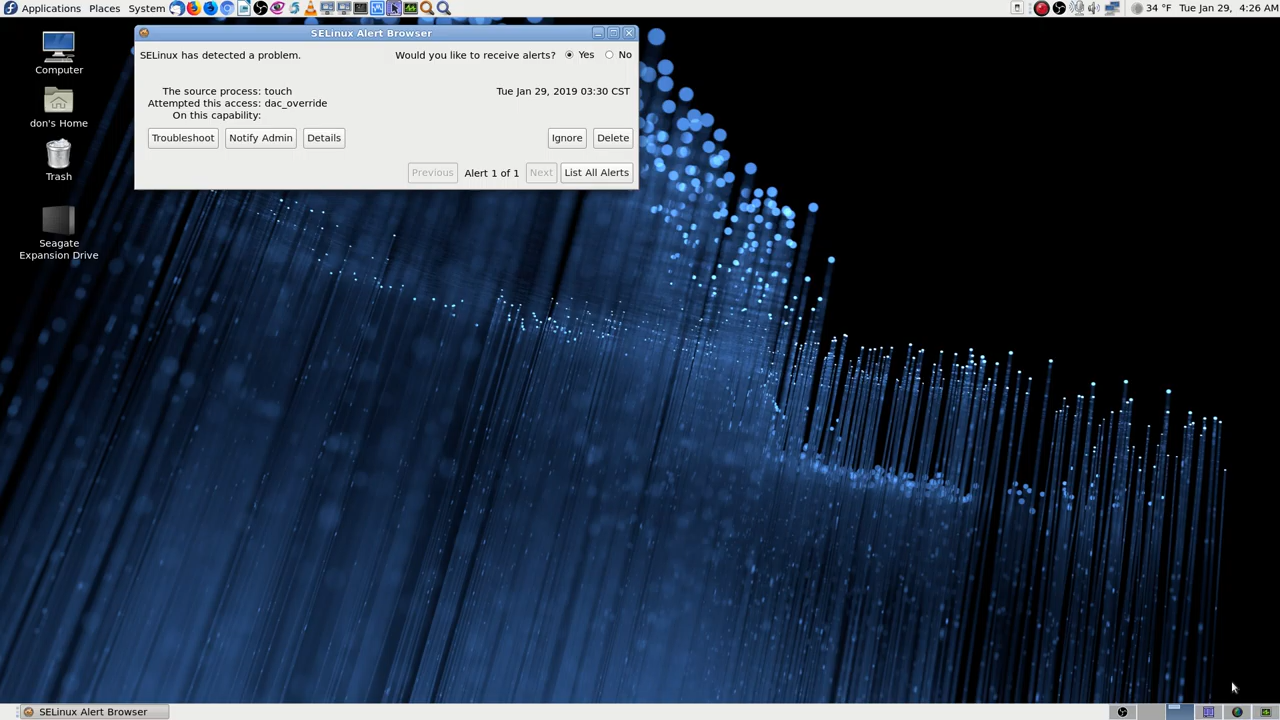 Applications Places System 34 °F Tue Jan 29, 4:26 AM
SELinux Alert Browser
SELinux has detected a problem. Would you like to receive alerts? Yes No
The source process: touch Tue Jan 29, 2019 03:30 CST
Attempted this access: dac_override
On this capability:
Troubleshoot Notify Admin Details Ignore Delete
Previous Alert 1 of 1 Next List All Alerts
Computer
don's Home
Trash
Seagate
Expansion Drive
SELinux Alert Browser